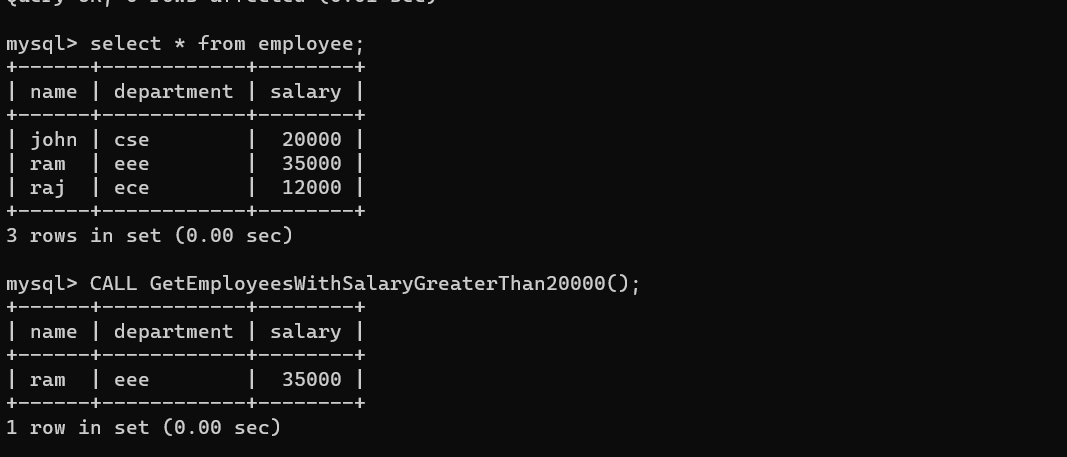 mysql> select * from employee;
+------+------------+--------+
| name | department | salary |
+------+------------+--------+
| john | cse        |  20000 |
| ram  | eee        |  35000 |
| raj  | ece        |  12000 |
+------+------------+--------+
3 rows in set (0.00 sec)
mysql> CALL GetEmployeesWithSalaryGreaterThan20000();
+------+------------+--------+
| name | department | salary |
+------+------------+--------+
| ram  | eee        |  35000 |
+------+------------+--------+
1 row in set (0.00 sec)